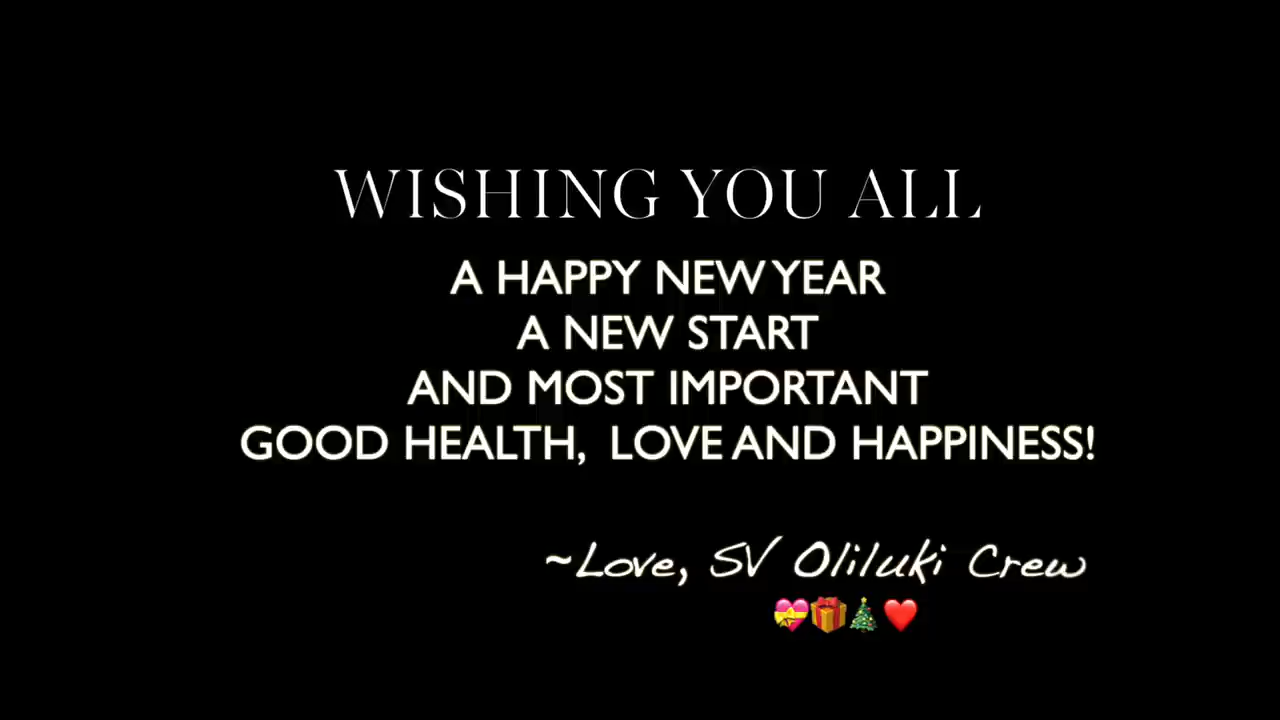 WISHING YOU ALL
A HAPPY NEW YEAR
A NEW START
AND MOST IMPORTANT
GOOD HEALTH, LOVE AND HAPPINESS!
~Love, SV Oliluki Crew
💝🎁🎄❤️